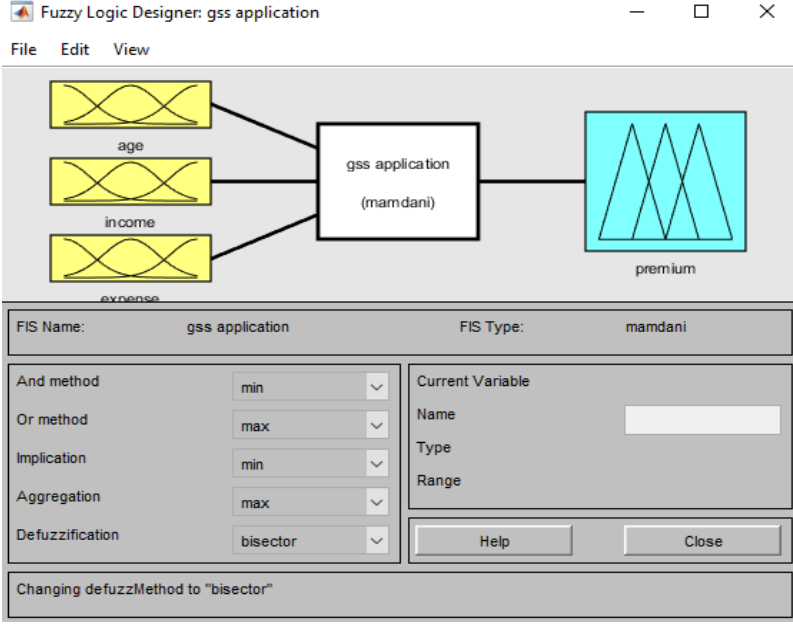 Fuzzy Logic Designer: gss application
File Edit View
age
income
expense
gss application
(mamdani)
premium
FIS Name: gss application FIS Type: mamdani
And method min
Or method max
Implication min
Aggregation max
Defuzzification bisector
Current Variable
Name
Type
Range
Help Close
Changing defuzzMethod to "bisector"